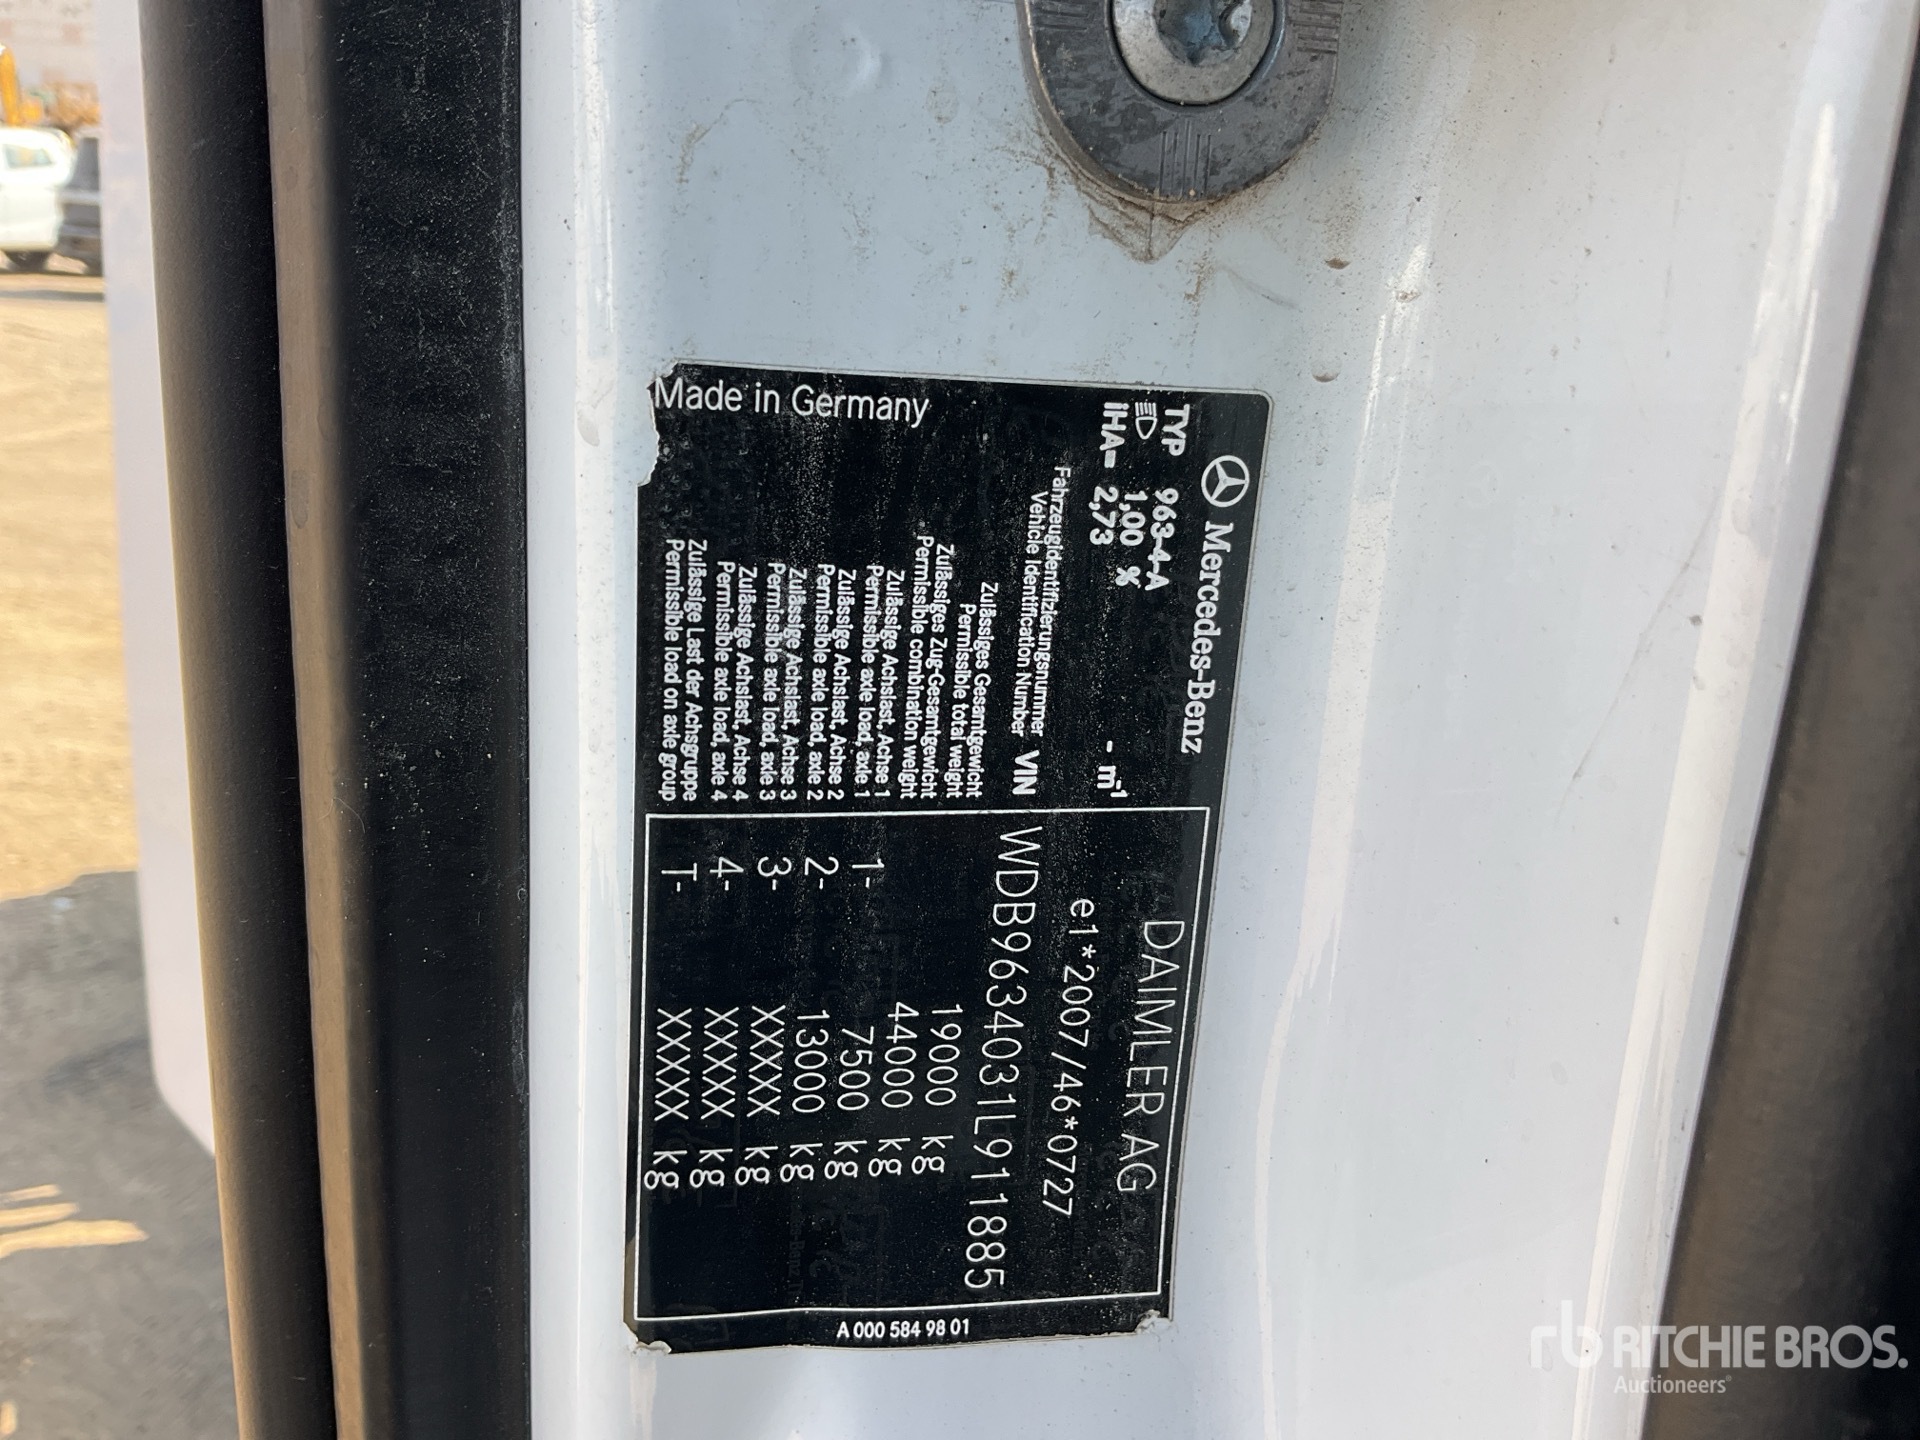 Mercedes-Benz
TYP 963-4-A
1,00 %
iHA= 2,73 - m-1
Fahrzeugidentifizierungsnummer
Vehicle Identification Number VIN
Zulässiges Gesamtgewicht
Permissible total weight
Zulässiges Zug-Gesamtgewicht
Permissible combination weight
Zulässige Achslast, Achse 1
Permissible axle load, axle 1
Zulässige Achslast, Achse 2
Permissible axle load, axle 2
Zulässige Achslast, Achse 3
Permissible axle load, axle 3
Zulässige Achslast, Achse 4
Permissible axle load, axle 4
Zulässige Last der Achsgruppe
Permissible load on axle group
DAIMLER AG
e1*2007/46*0727
WDB9634031L911885
19000 kg
44000 kg
1- 7500 kg
2- 13000 kg
3- XXXXX kg
4- XXXXX kg
T- XXXXX kg
Made in Germany
A 000 584 98 01
rb RITCHIE BROS.
Auctioneers